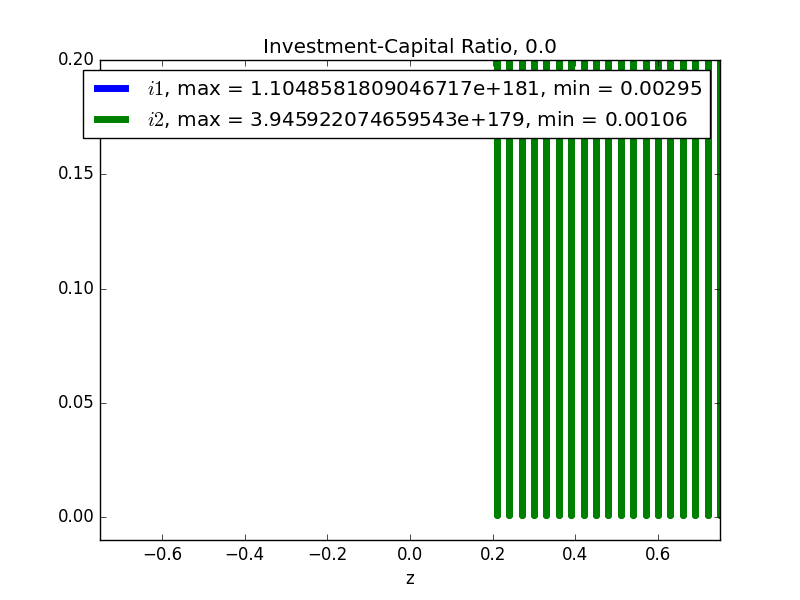 Investment-Capital Ratio, 0.0
i1, max = 1.1048581809046717e+181, min = 0.00295
i2, max = 3.945922074659543e+179, min = 0.00106
0.20
0.15
0.10
0.05
0.00
−0.6 −0.4 −0.2 0.0 0.2 0.4 0.6
z